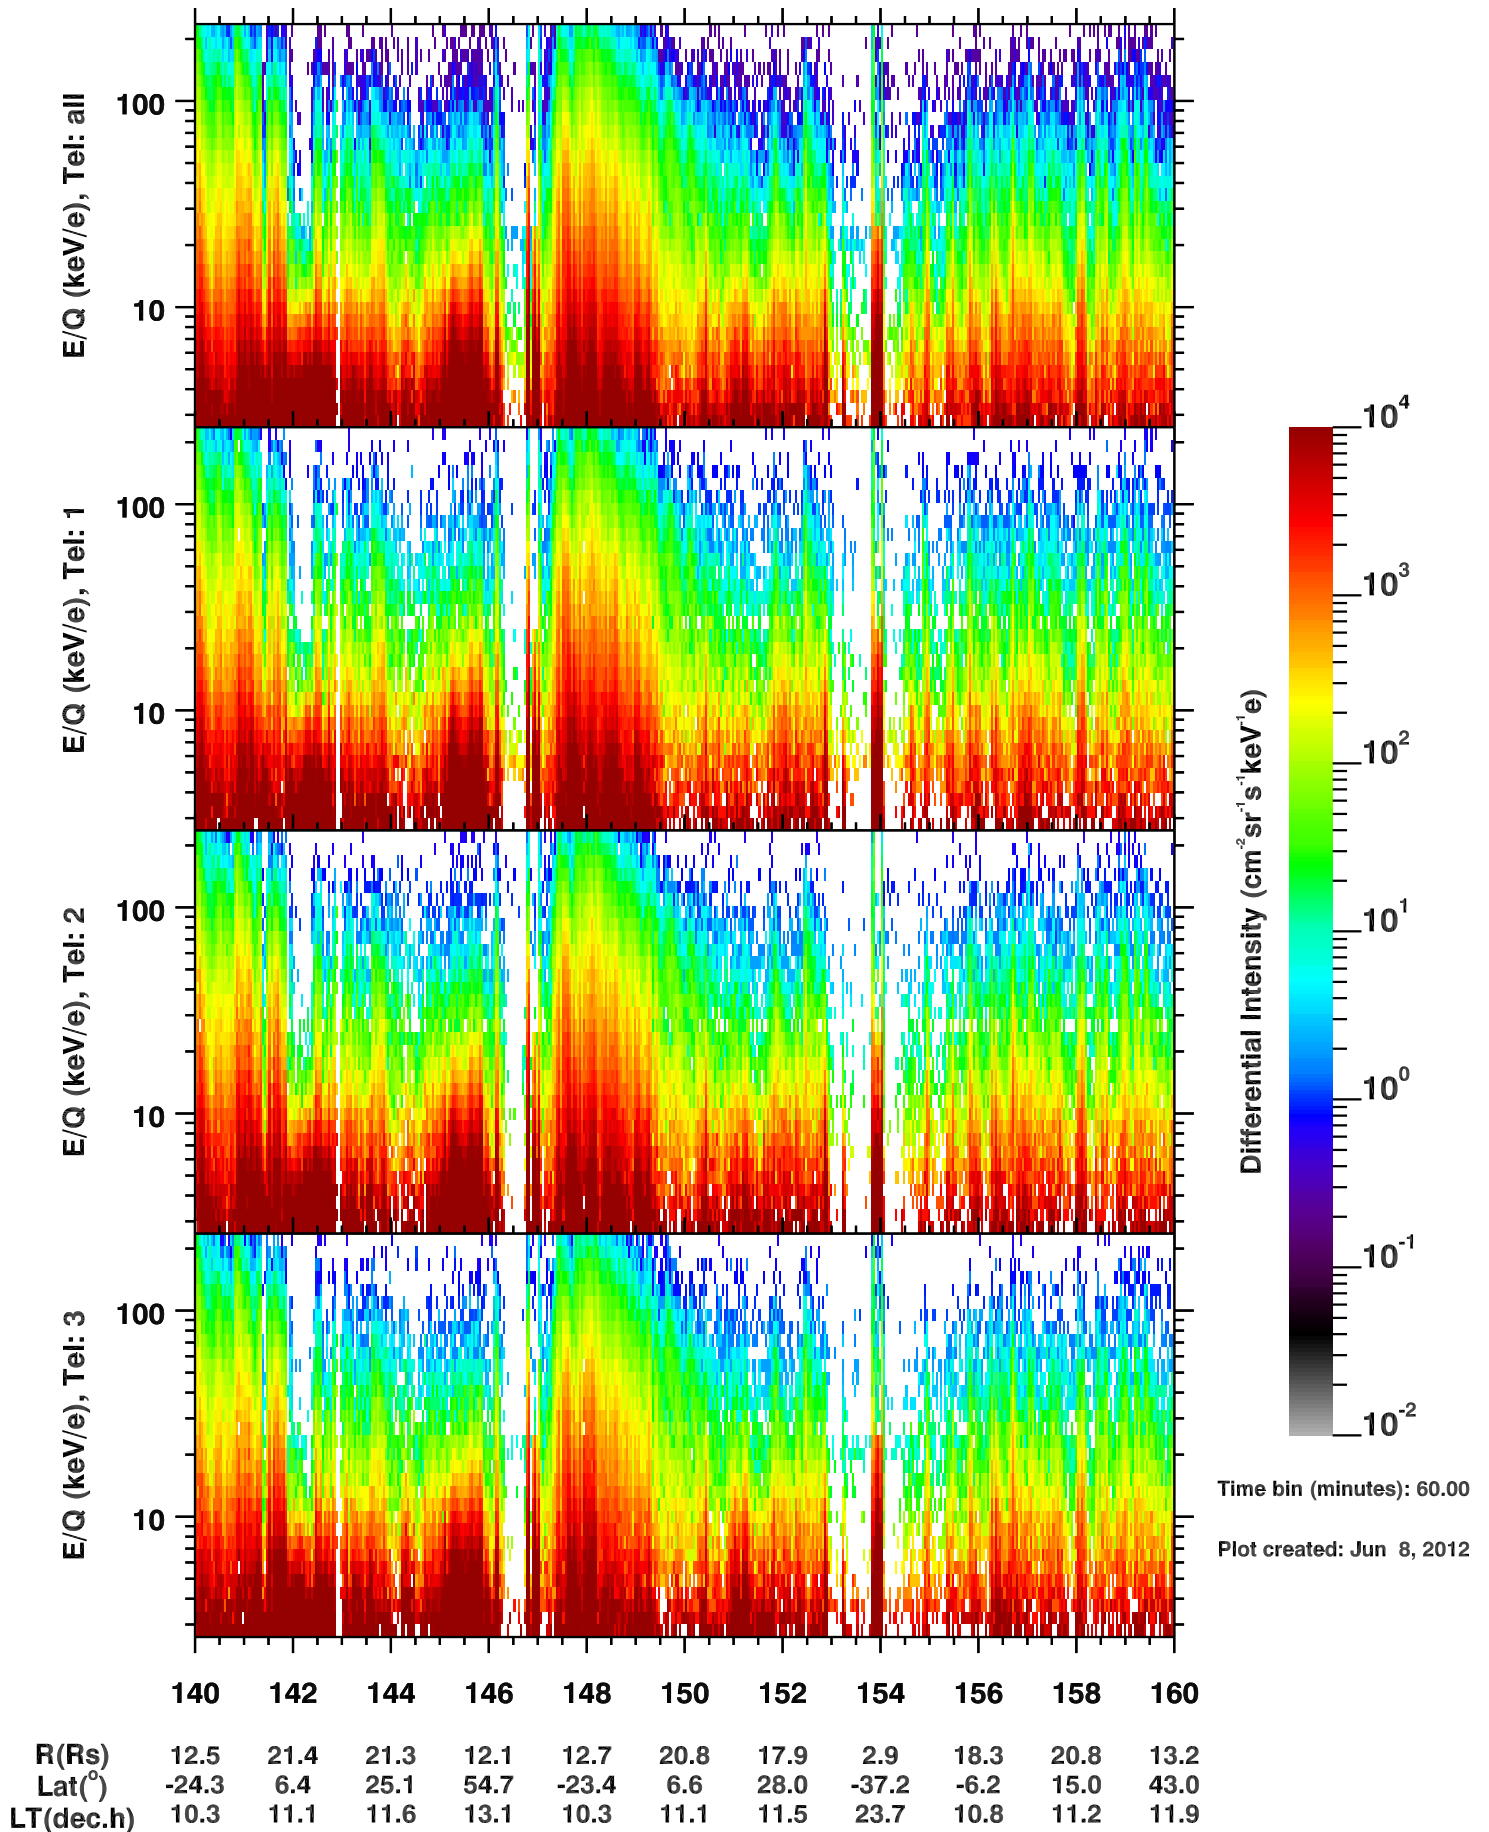 E/Q (keV/e), Tel: all
100
10
E/Q (keV/e), Tel: 1
100
10
E/Q (keV/e), Tel: 2
100
10
E/Q (keV/e), Tel: 3
100
10
10^4
10^3
10^2
10^1
10^0
10^-1
10^-2
Differential Intensity (cm^-2 sr^-1 s^-1 keV^-1 e)
Time bin (minutes): 60.00
Plot created: Jun 8, 2012
140 142 144 146 148 150 152 154 156 158 160
R(Rs) 12.5 21.4 21.3 12.1 12.7 20.8 17.9 2.9 18.3 20.8 13.2
Lat(°) -24.3 6.4 25.1 54.7 -23.4 6.6 28.0 -37.2 -6.2 15.0 43.0
LT(dec.h) 10.3 11.1 11.6 13.1 10.3 11.1 11.5 23.7 10.8 11.2 11.9